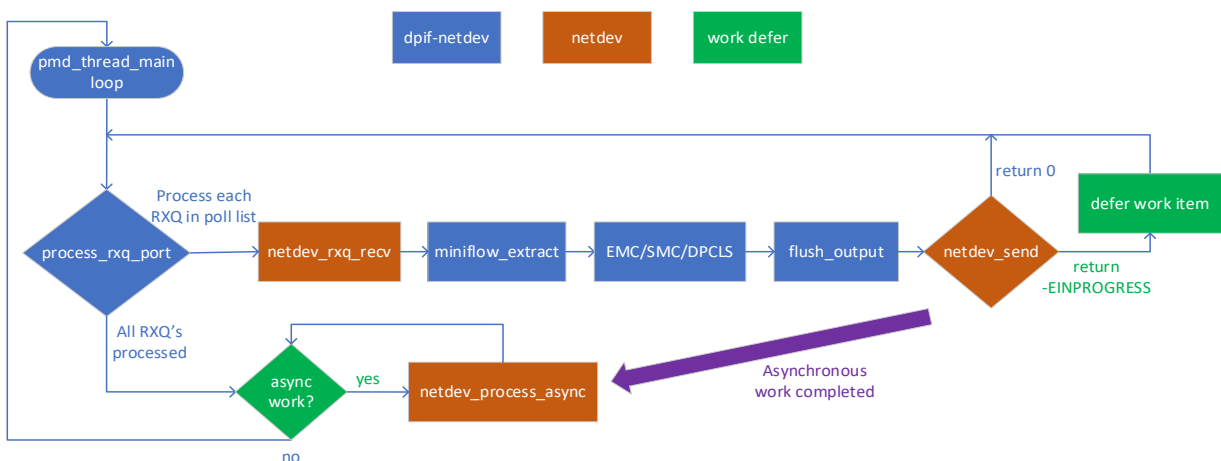 dpif-netdev
netdev
work defer
pmd_thread_main
loop
return 0
defer work item
Process each
RXQ in poll list
process_rxq_port
netdev_rxq_recv
miniflow_extract
EMC/SMC/DPCLS
flush_output
netdev_send
return
-EINPROGRESS
All RXQ's
processed
async
work?
yes
netdev_process_async
Asynchronous
work completed
no